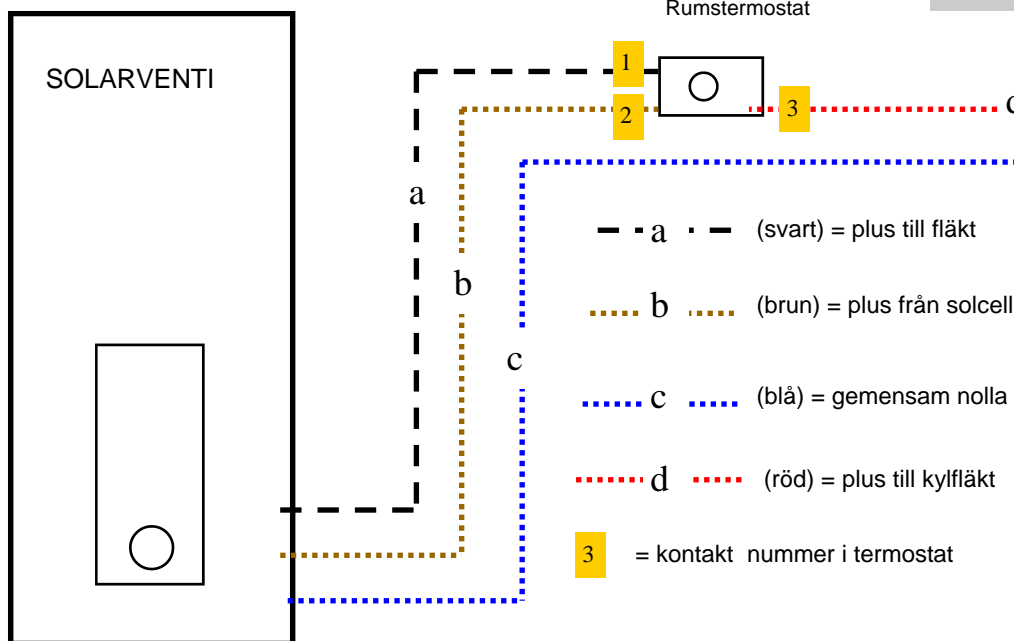 Rumstermostat
SOLARVENTI
1
2
3
a
b
c
a (svart) = plus till fläkt
b (brun) = plus från solcell
c (blå) = gemensam nolla
d (röd) = plus till kylfläkt
3 = kontakt nummer i termostat